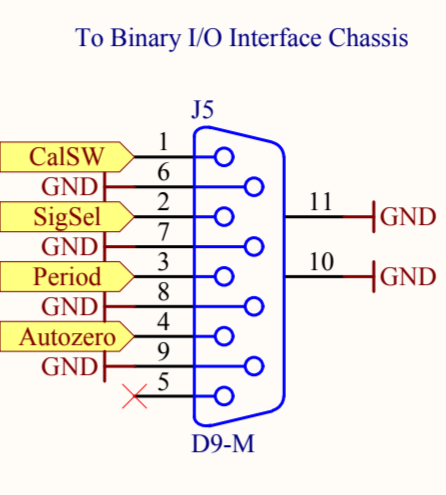 To Binary I/O Interface Chassis
J5
CalSW 1
GND 6
SigSel 2
11 GND
GND 7
Period 3
10 GND
GND 8
Autozero 4
GND 9
5
D9-M